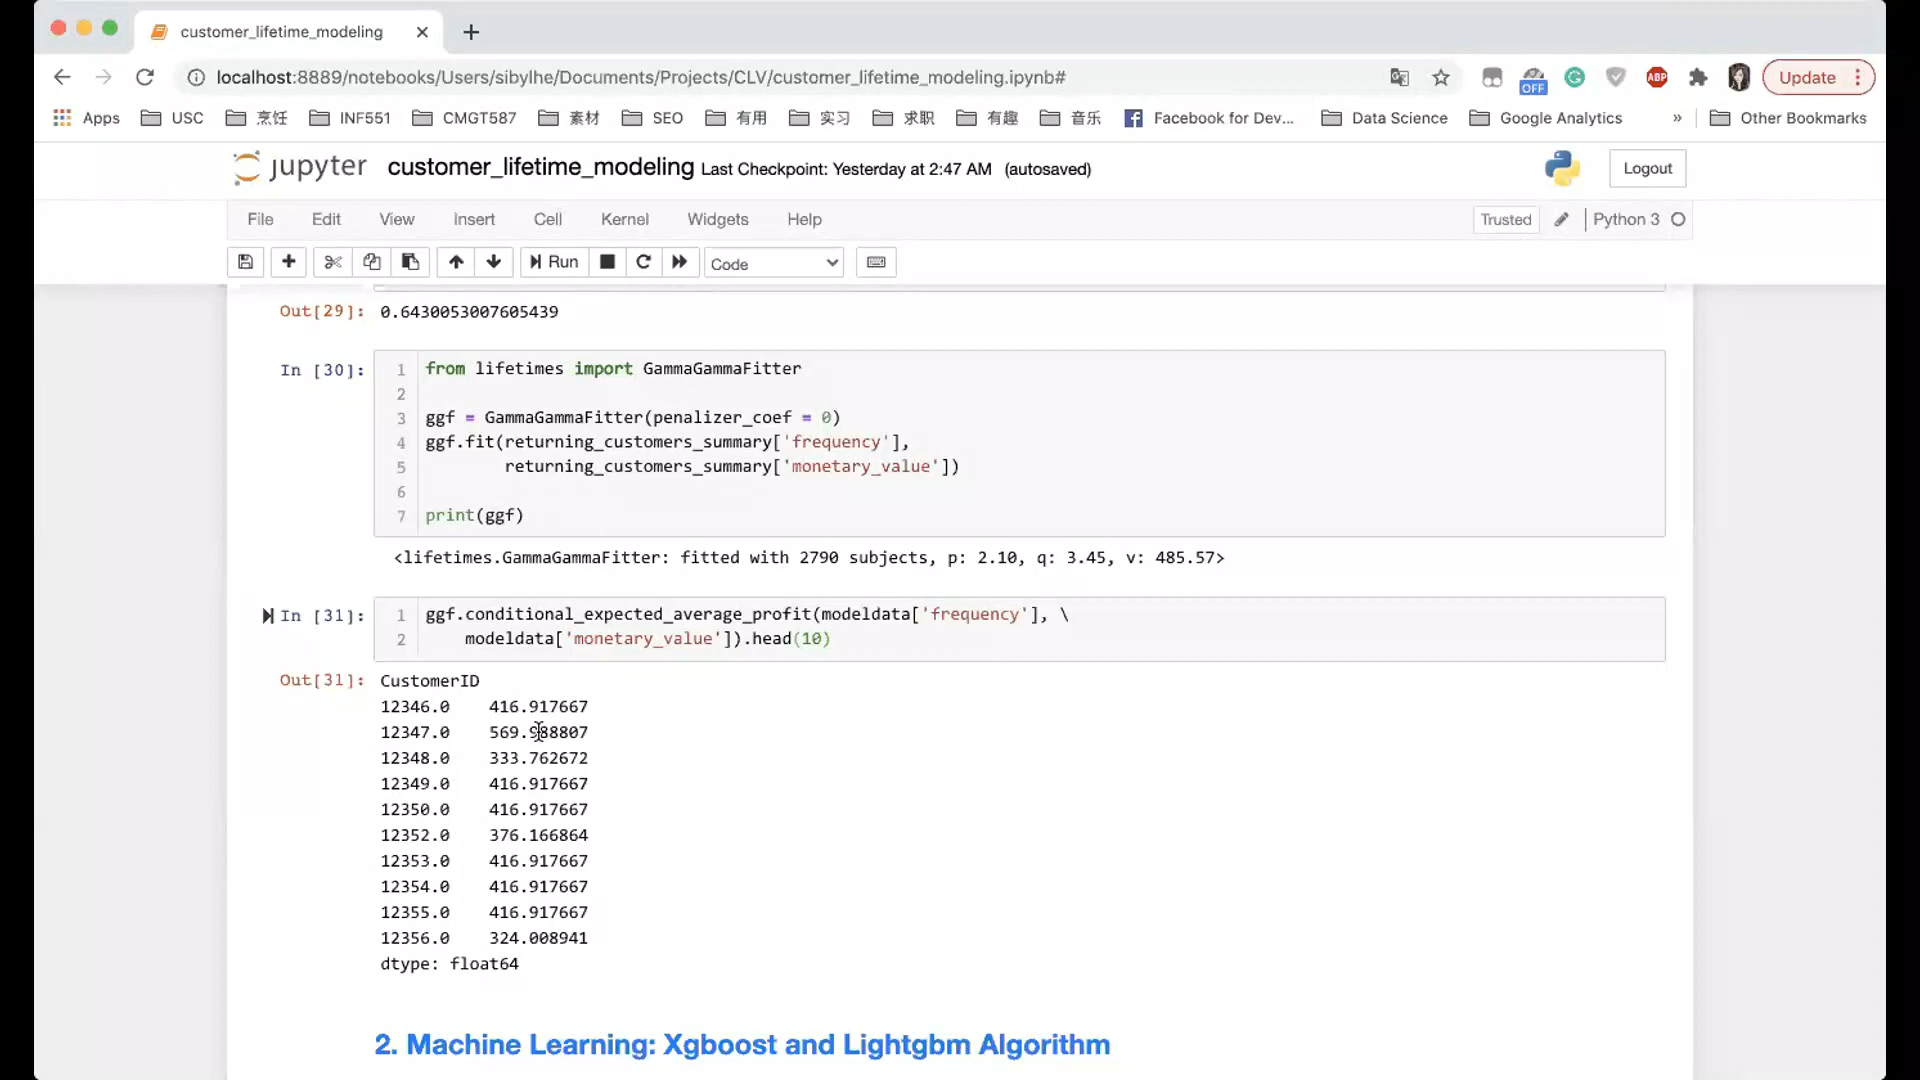 customer_lifetime_modeling
localhost:8889/notebooks/Users/sibylhe/Documents/Projects/CLV/customer_lifetime_modeling.ipynb#
OFF
ABP
Update
Apps USC 烹饪 INF551 CMGT587 素材 SEO 有用 实习 求职 有趣 音乐 Facebook for Dev... Data Science Google Analytics » Other Bookmarks
jupyter customer_lifetime_modeling Last Checkpoint: Yesterday at 2:47 AM (autosaved)
Logout
File Edit View Insert Cell Kernel Widgets Help
Trusted Python 3
Run Code
Out[29]: 0.6430053007605439
In [30]:
1 from lifetimes import GammaGammaFitter
2
3 ggf = GammaGammaFitter(penalizer_coef = 0)
4 ggf.fit(returning_customers_summary['frequency'],
5 returning_customers_summary['monetary_value'])
6
7 print(ggf)
<lifetimes.GammaGammaFitter: fitted with 2790 subjects, p: 2.10, q: 3.45, v: 485.57>
In [31]:
1 ggf.conditional_expected_average_profit(modeldata['frequency'], \
2 modeldata['monetary_value']).head(10)
Out[31]: CustomerID
12346.0 416.917667
12347.0 569.988807
12348.0 333.762672
12349.0 416.917667
12350.0 416.917667
12352.0 376.166864
12353.0 416.917667
12354.0 416.917667
12355.0 416.917667
12356.0 324.008941
dtype: float64
2. Machine Learning: Xgboost and Lightgbm Algorithm